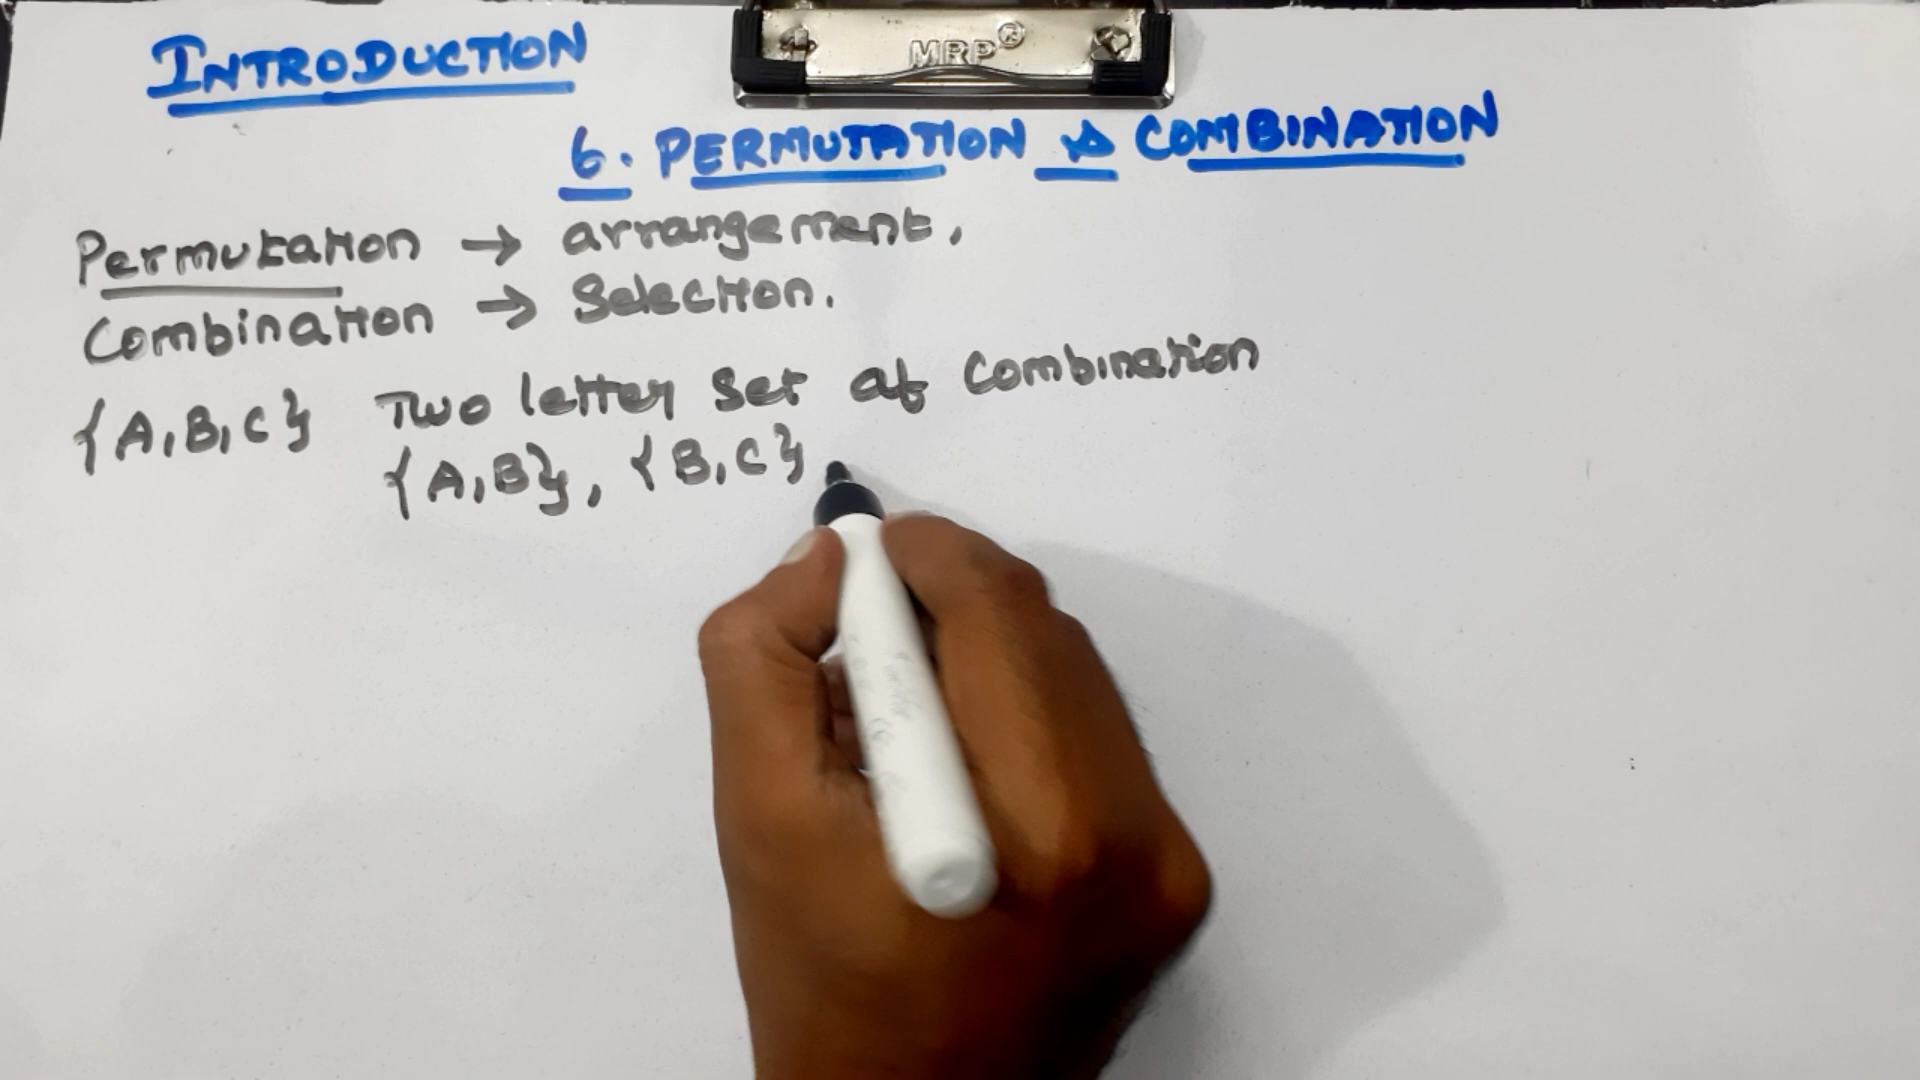 INTRODUCTION
MRP®
6. PERMUTATION & COMBINATION
Permutation → arrangement.
Combination → Selection.
{A,B,C} Two letter set of Combination
{A,B}, {B,C}